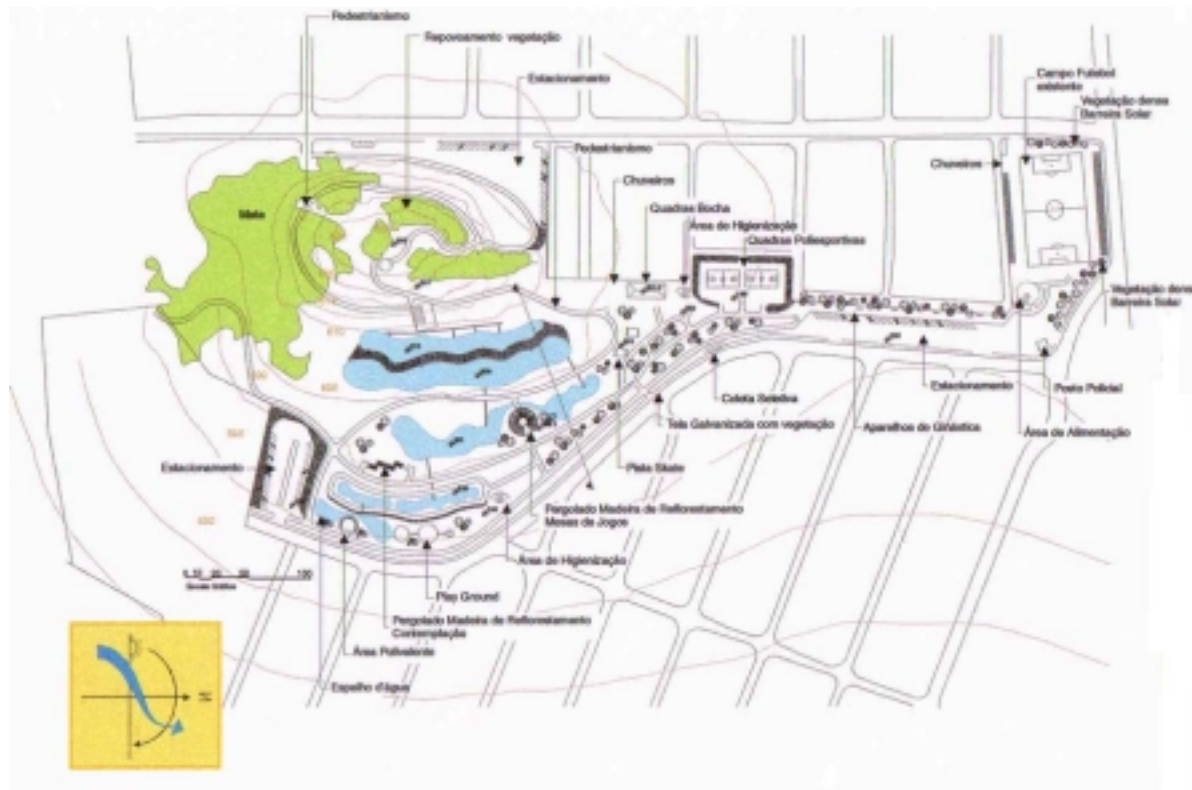 Pedestrianismo
Repovoamento vegetação
Estacionamento
Campo Futebol
existente
Vegetação densa
Barreira Solar
Pedestrianismo
Chuveiros
Chuveiros
Mata
Quadras Bocha
Área de Higienização
Quadras Poliesportivas
Vegetação densa
Barreira Solar
Estacionamento
Posto Policial
Coleta Seletiva
Tela Galvanizada com vegetação
Aparelhos de Ginástica
Área de Alimentação
Estacionamento
Pista Skate
Pergolado Madeira de Reflorestamento
Mesas de Jogos
Área de Higienização
Escala Gráfica
Play Ground
Pergolado Madeira de Reflorestamento
Contemplação
Área Polivalente
Espelho d'água
N